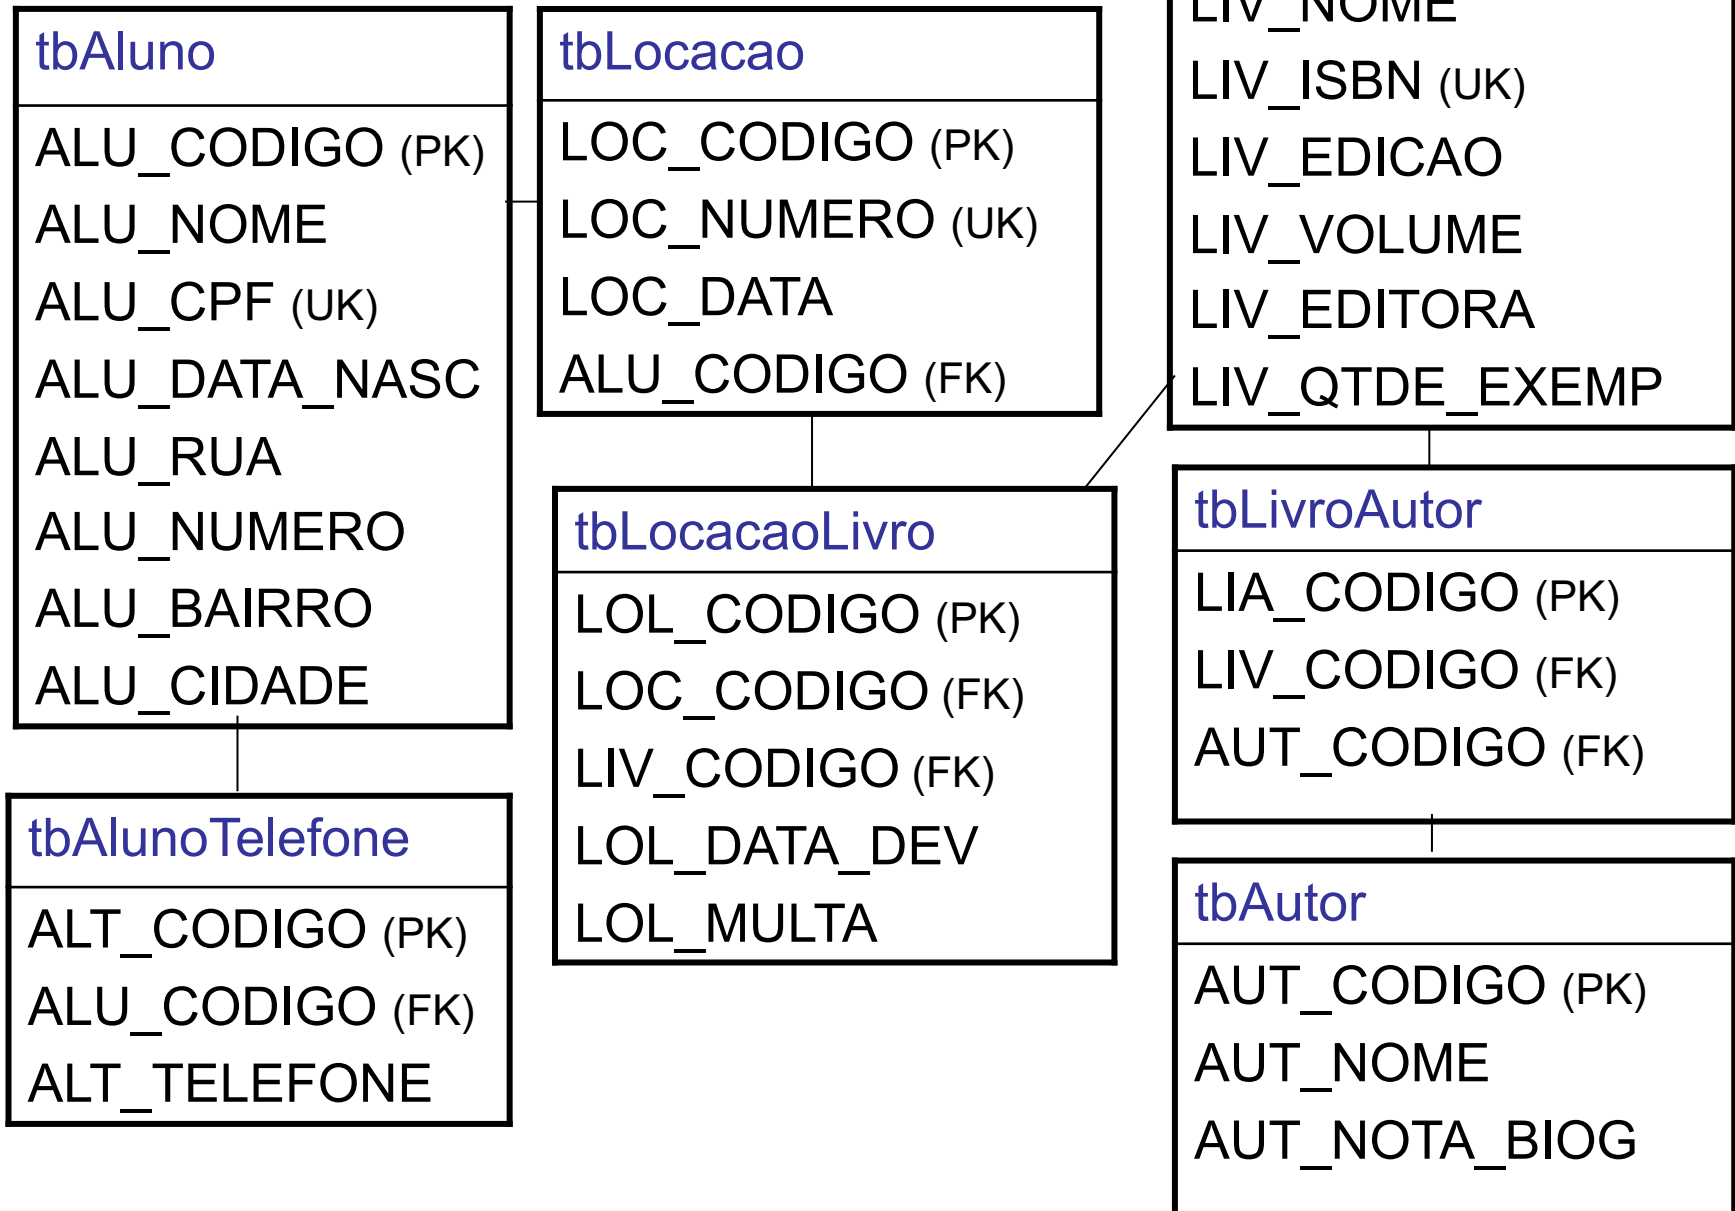 tbAluno
ALU_CODIGO (PK)
ALU_NOME
ALU_CPF (UK)
ALU_DATA_NASC
ALU_RUA
ALU_NUMERO
ALU_BAIRRO
ALU_CIDADE
tbAlunoTelefone
ALT_CODIGO (PK)
ALU_CODIGO (FK)
ALT_TELEFONE
tbLocacao
LOC_CODIGO (PK)
LOC_NUMERO (UK)
LOC_DATA
ALU_CODIGO (FK)
tbLocacaoLivro
LOL_CODIGO (PK)
LOC_CODIGO (FK)
LIV_CODIGO (FK)
LOL_DATA_DEV
LOL_MULTA
LIV_NOME
LIV_ISBN (UK)
LIV_EDICAO
LIV_VOLUME
LIV_EDITORA
LIV_QTDE_EXEMP
tbLivroAutor
LIA_CODIGO (PK)
LIV_CODIGO (FK)
AUT_CODIGO (FK)
tbAutor
AUT_CODIGO (PK)
AUT_NOME
AUT_NOTA_BIOG